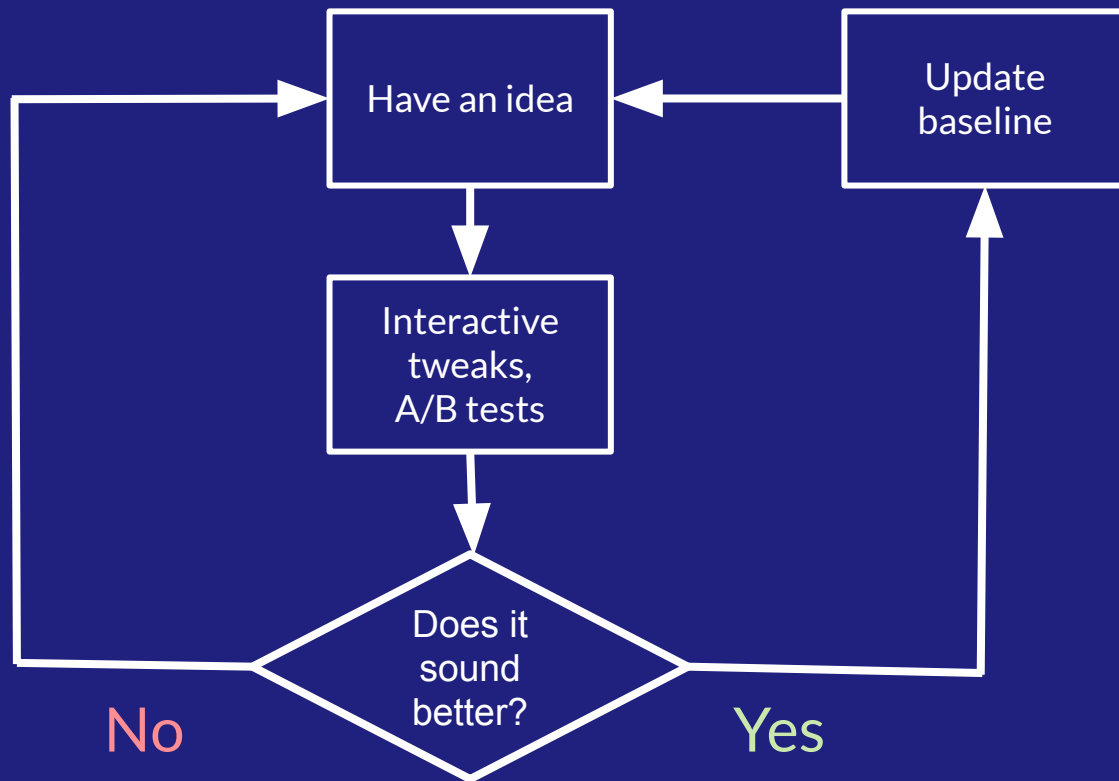 Have an idea
Update
baseline
Interactive
tweaks,
A/B tests
Does it
sound
better?
No
Yes